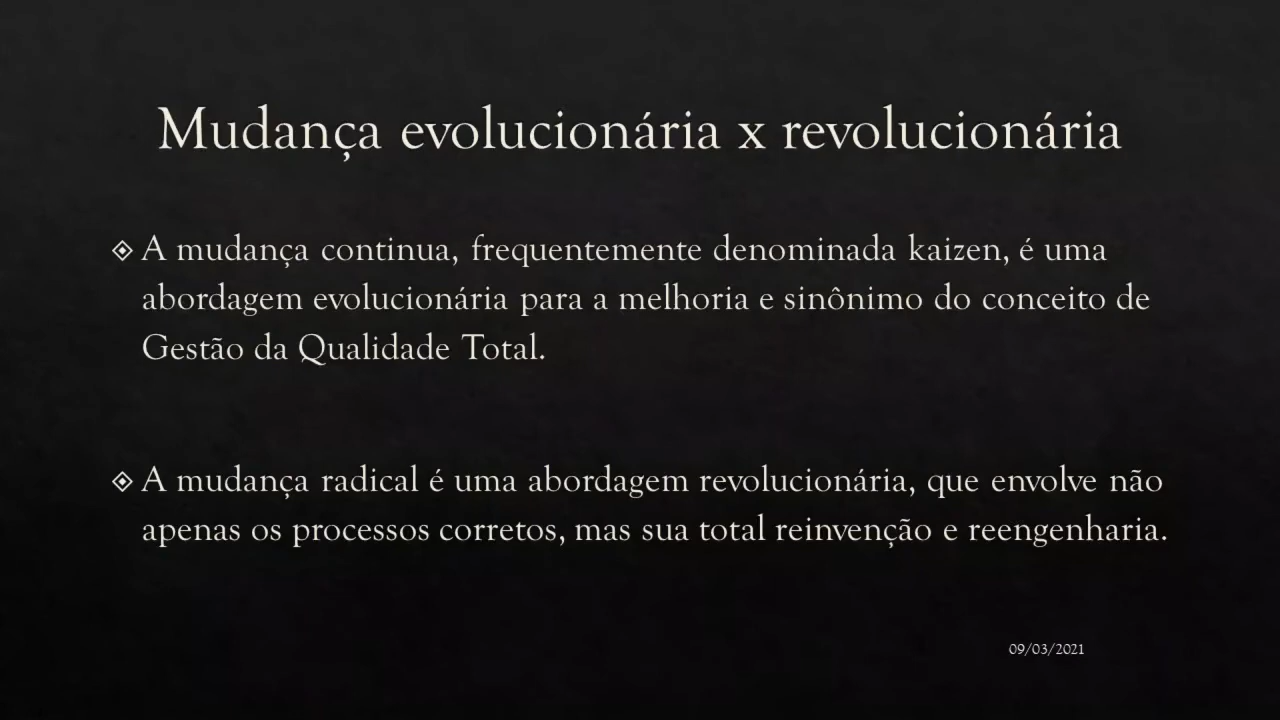 Mudança evolucionária x revolucionária
A mudança continua, frequentemente denominada kaizen, é uma
abordagem evolucionária para a melhoria e sinônimo do conceito de
Gestão da Qualidade Total.
A mudança radical é uma abordagem revolucionária, que envolve não
apenas os processos corretos, mas sua total reinvenção e reengenharia.
09/03/2021